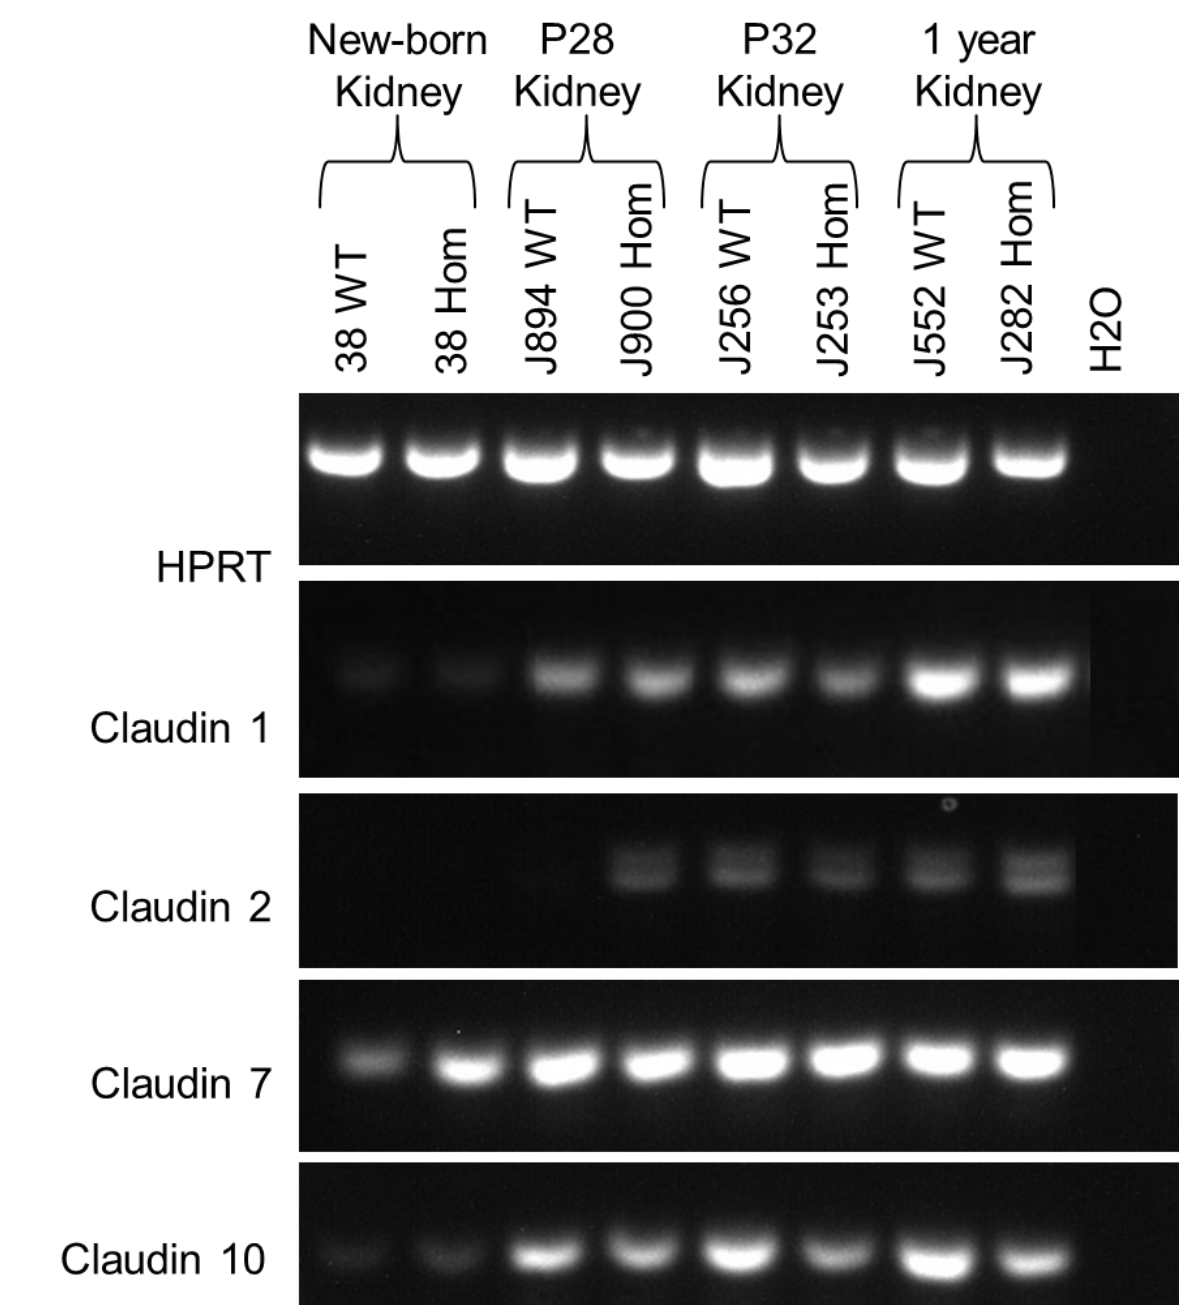 New-born
Kidney
P28
Kidney
P32
Kidney
1 year
Kidney
38 WT
38 Hom
J894 WT
J900 Hom
J256 WT
J253 Hom
J552 WT
J282 Hom
H2O
HPRT
Claudin 1
Claudin 2
Claudin 7
Claudin 10